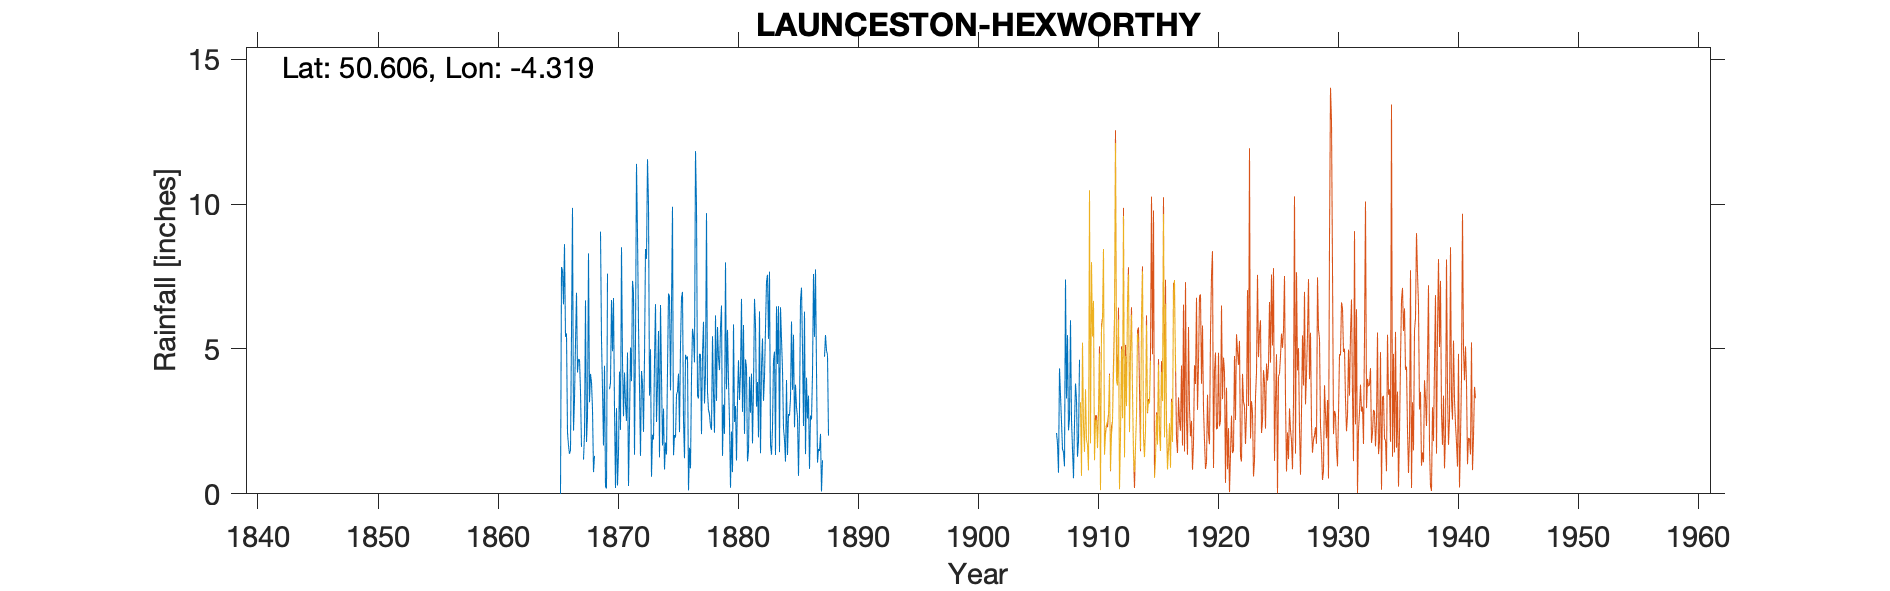 LAUNCESTON-HEXWORTHY
Lat: 50.606, Lon: -4.319
15
10
5
0
Rainfall [inches]
1840 1850 1860 1870 1880 1890 1900 1910 1920 1930 1940 1950 1960
Year